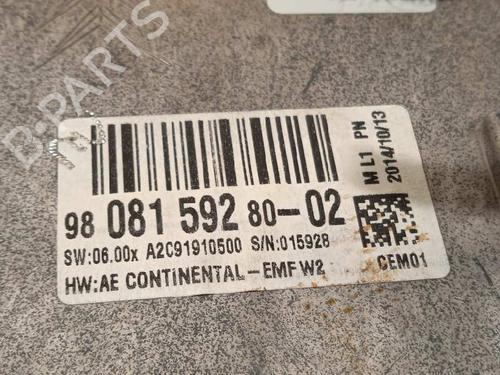 B-PARTS
M L1 PN
2014/10/13
98 081 592 80-02
SW:06.00x A2C91910500 S/N:015928
HW:AE CONTINENTAL-EMF W2
CEM01